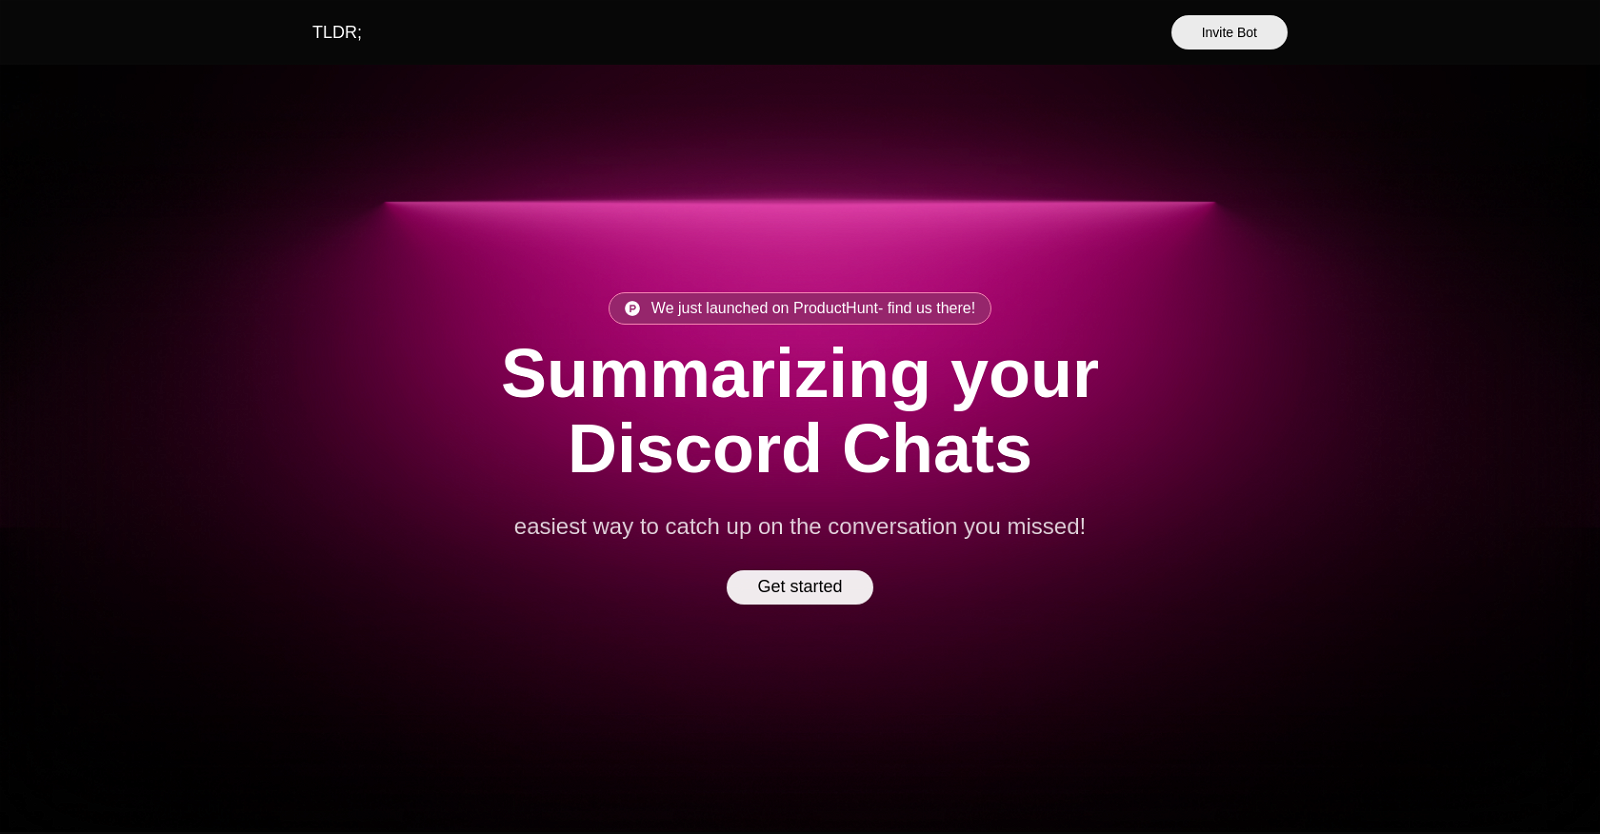 TLDR;
Invite Bot
We just launched on ProductHunt- find us there!
Summarizing your
Discord Chats
easiest way to catch up on the conversation you missed!
Get started